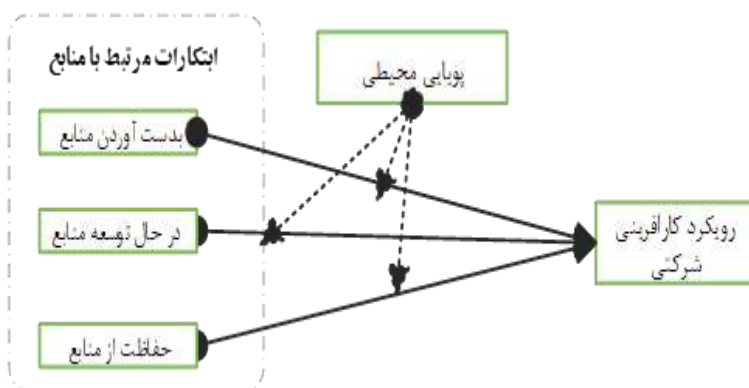 ابتکارات مرتبط با منابع
پویایی محیطی
بدست آوردن منابع
در حال توسعه منابع
حفاظت از منابع
رویکرد کارآفرینی
شرکتی